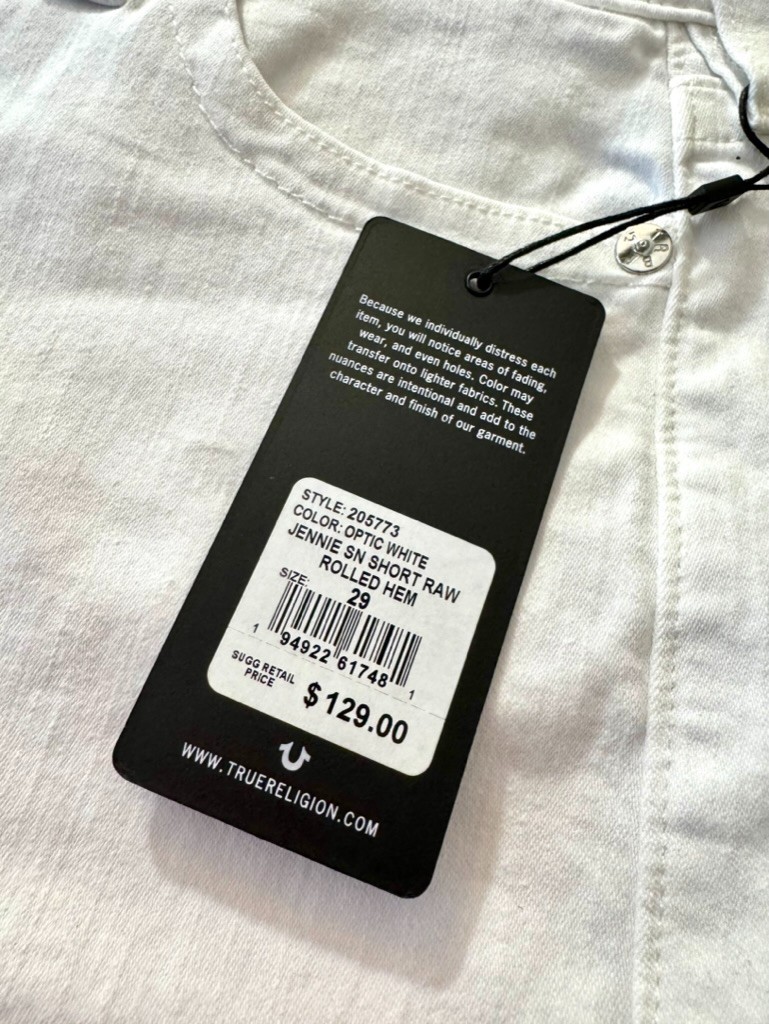 Because we individually distress each
item, you will notice areas of fading,
wear, and even holes. Color may
transfer onto lighter fabrics. These
nuances are intentional and add to the
character and finish of our garment.
STYLE: 205773
COLOR: OPTIC WHITE
JENNIE SN SHORT RAW
ROLLED HEM
SIZE:
29
1 94922 61748 1
SUGG RETAIL
PRICE
$129.00
WWW.TRUERELIGION.COM